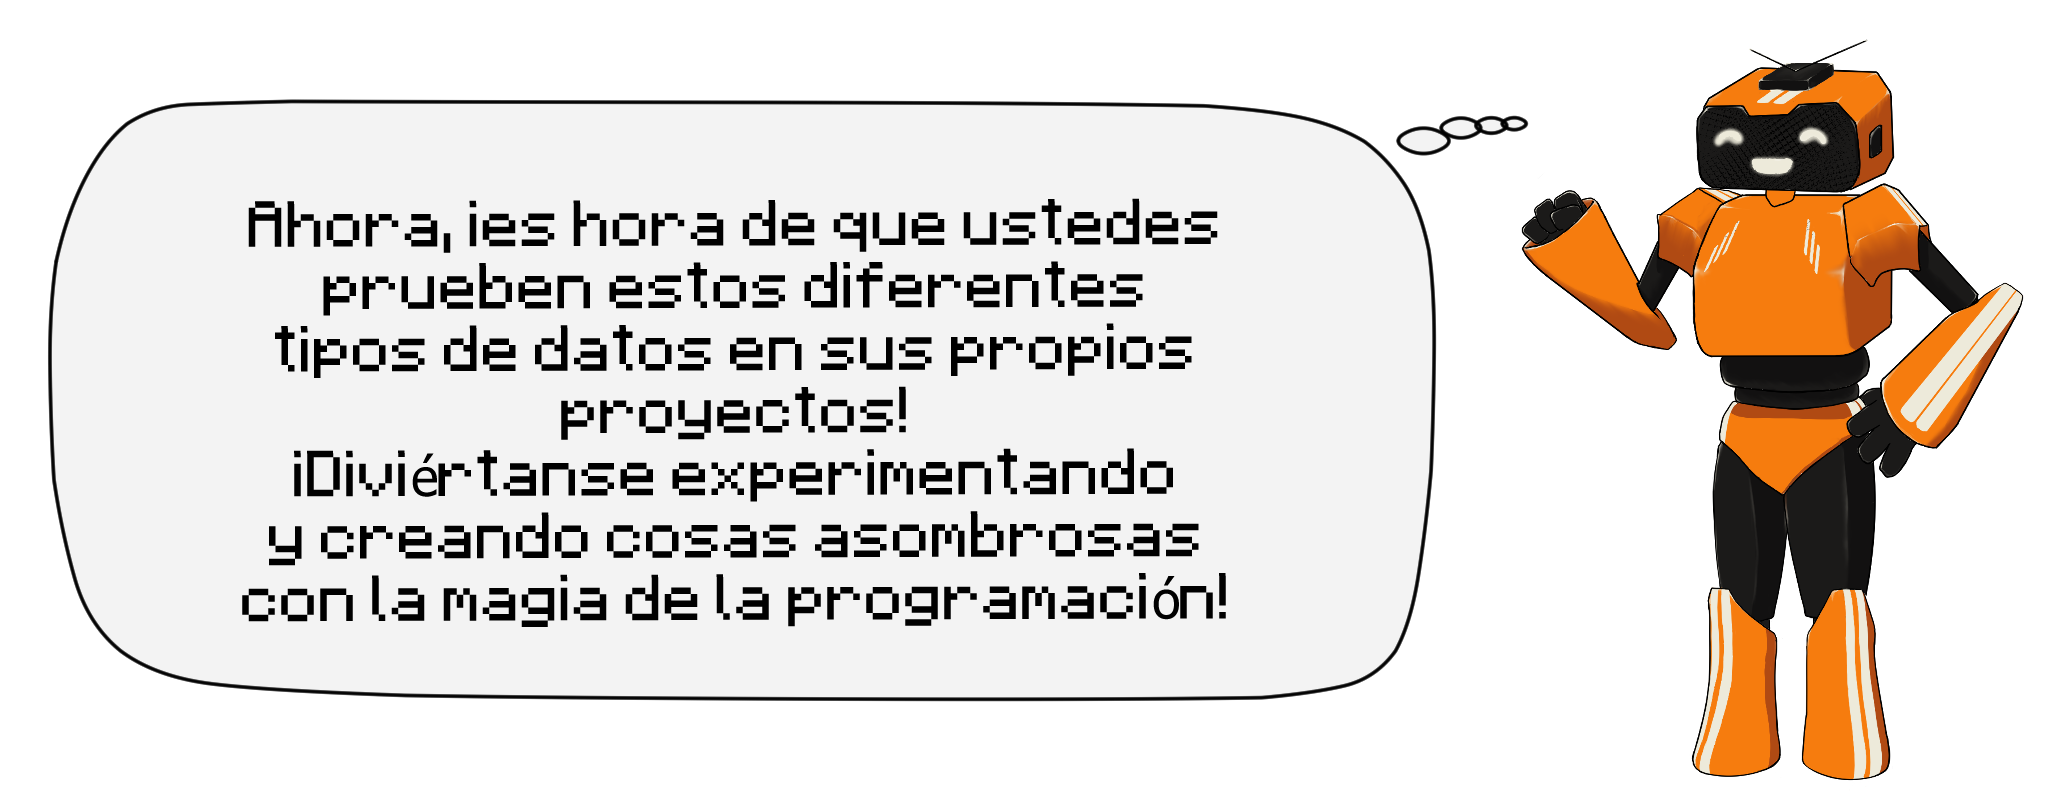 Ahora, ¡es hora de que ustedes
prueben estos diferentes
tipos de datos en sus propios
proyectos!
¡Diviértanse experimentando
y creando cosas asombrosas
con la magia de la programación!